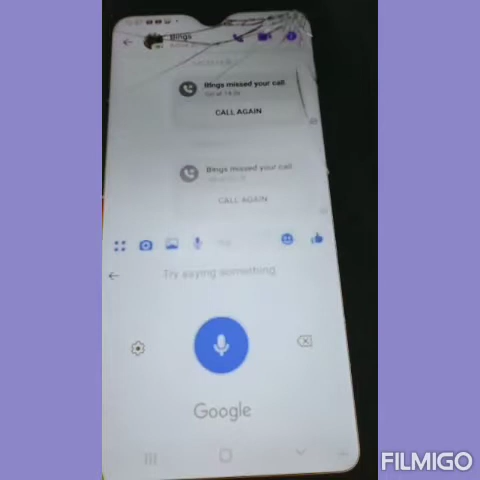 Bings
Bings missed your call.
CALL AGAIN
Bings missed your call.
CALL AGAIN
Try saying something
Google
FILMIGO